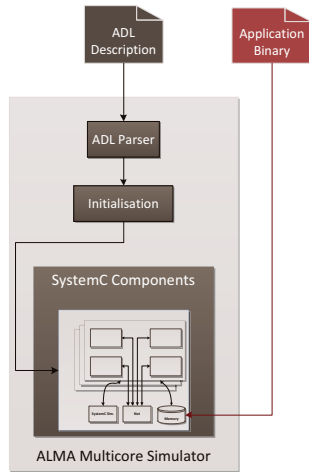 ADL
Description
Application
Binary
ADL Parser
Initialisation
SystemC Components
Net
Memory
ALMA Multicore Simulator